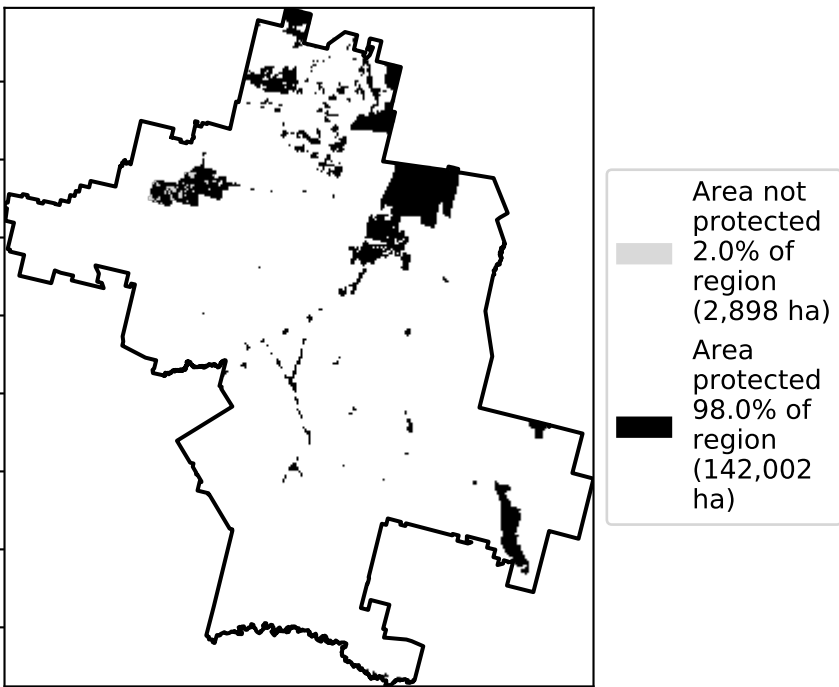 Area not
protected
2.0% of
region
(2,898 ha)
Area
protected
98.0% of
region
(142,002
ha)